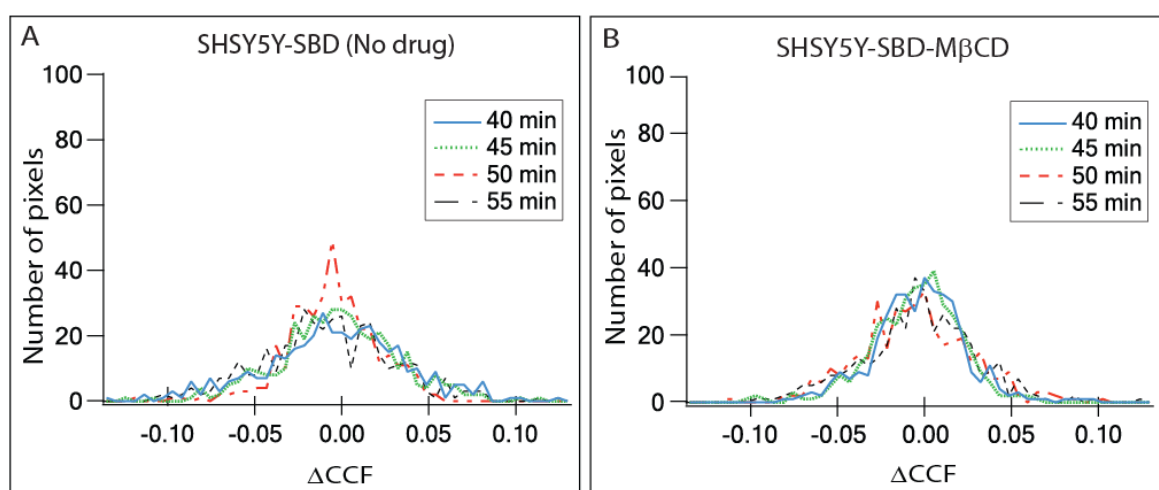 A
SHSY5Y-SBD (No drug)
100
80
60
40
20
0
Number of pixels
40 min
45 min
50 min
55 min
-0.10 -0.05 0.00 0.05 0.10
ΔCCF
B
SHSY5Y-SBD-MβCD
100
80
60
40
20
0
Number of pixels
40 min
45 min
50 min
55 min
-0.10 -0.05 0.00 0.05 0.10
ΔCCF